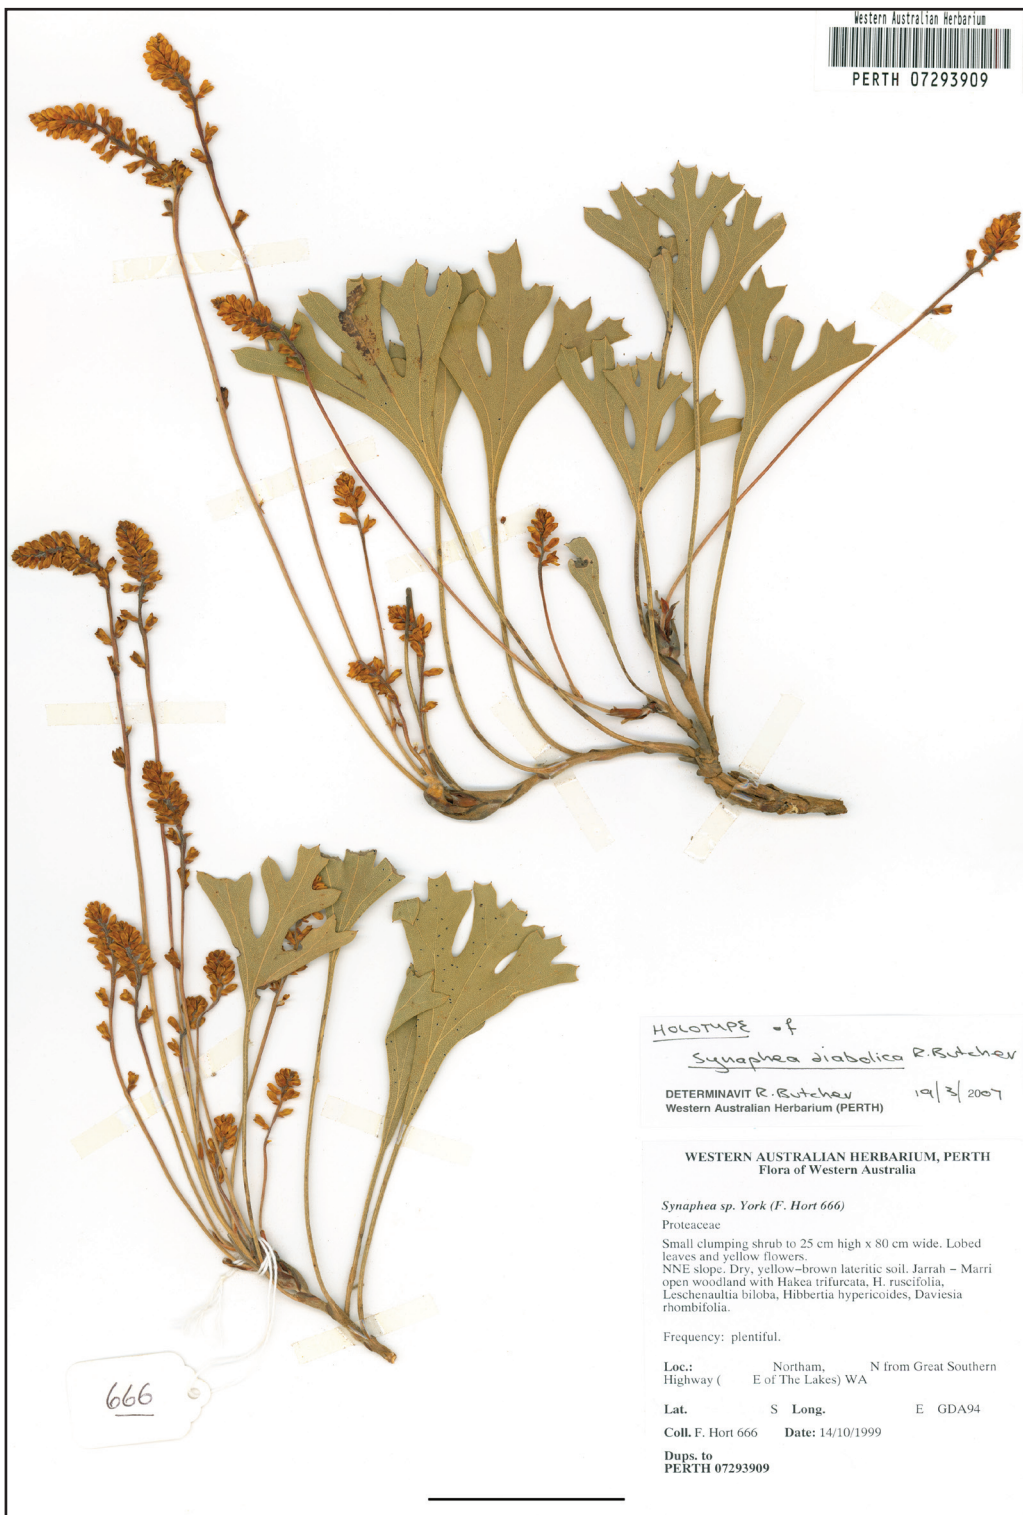 Western Australian Herbarium
PERTH 07293909
HOLOTYPE of
Synaphea diabolica R.Butcher
DETERMINAVIT R.Butcher 19/3/2007
Western Australian Herbarium (PERTH)
WESTERN AUSTRALIAN HERBARIUM, PERTH
Flora of Western Australia
Synaphea sp. York (F. Hort 666)
Proteaceae
Small clumping shrub to 25 cm high x 80 cm wide. Lobed
leaves and yellow flowers.
NNE slope. Dry, yellow–brown lateritic soil. Jarrah – Marri
open woodland with Hakea trifurcata, H. ruscifolia,
Leschenaultia biloba, Hibbertia hypericoides, Daviesia
rhombifolia.
Frequency: plentiful.
Loc.: Northam, N from Great Southern
Highway ( E of The Lakes) WA
Lat. S Long. E GDA94
Coll. F. Hort 666 Date: 14/10/1999
Dups. to
PERTH 07293909
666